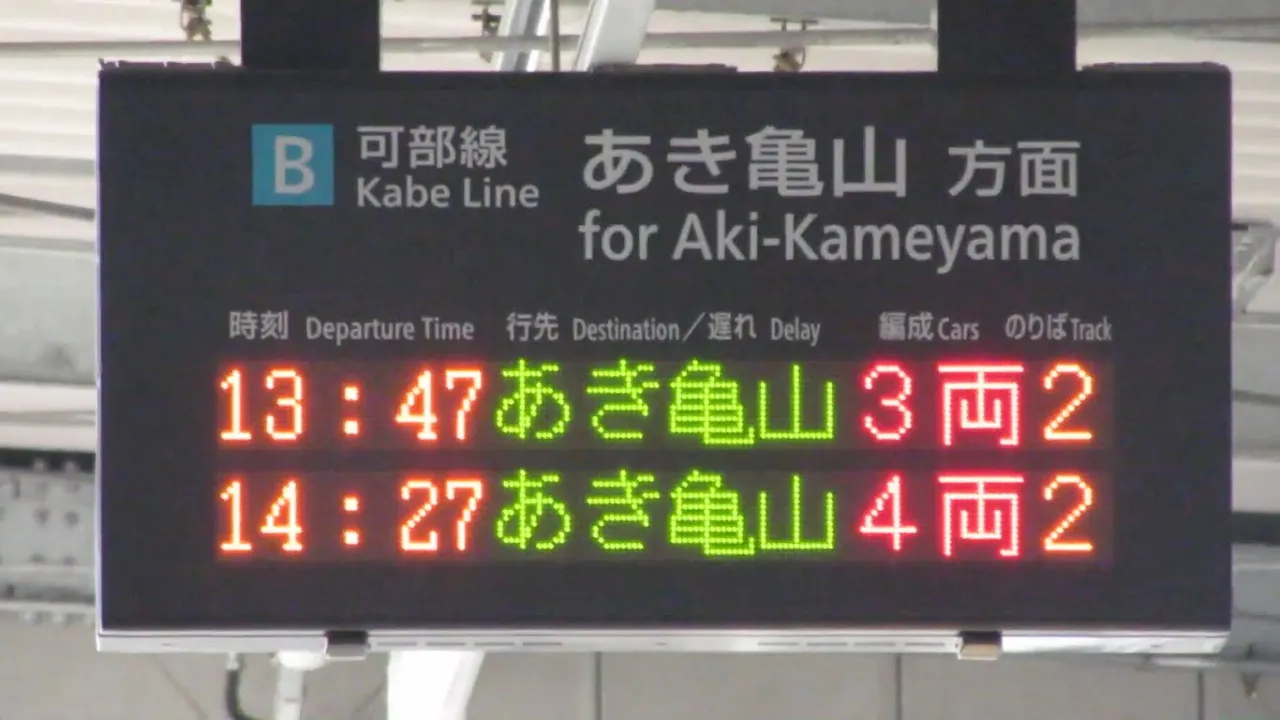 B 可部線 あき亀山 方面
Kabe Line for Aki-Kameyama
時刻 Departure Time 行先 Destination／遅れ Delay 編成 Cars のりば Track
13:47 あき亀山 3両 2
14:27 あき亀山 4両 2